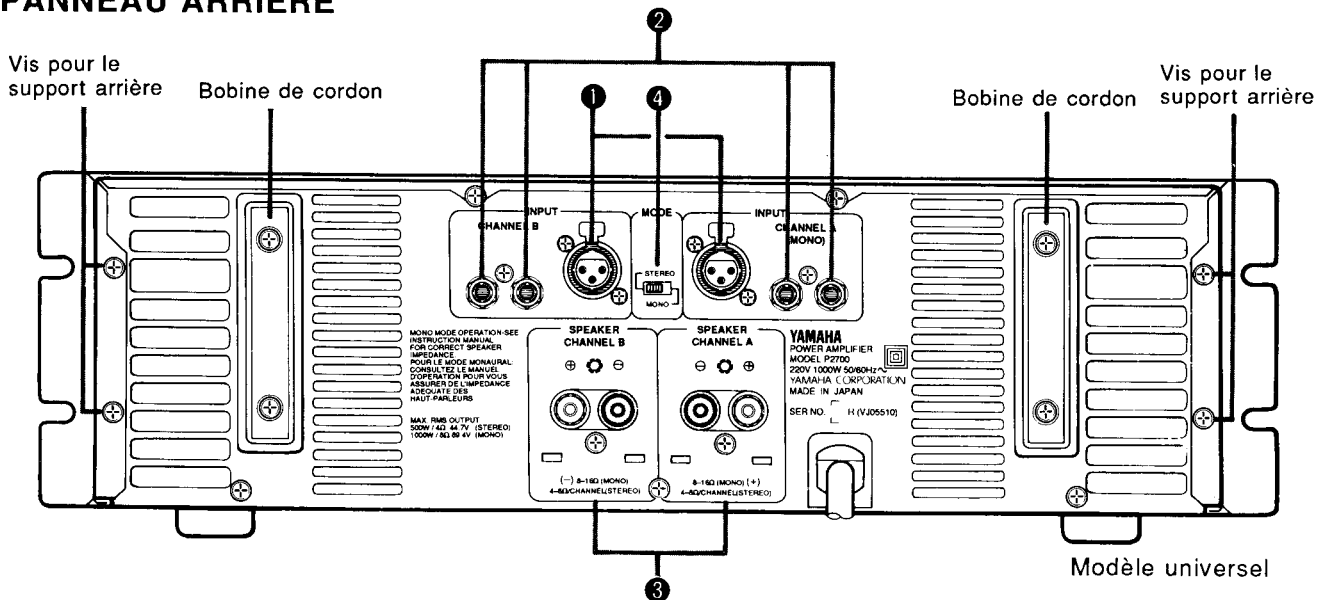 PANNEAU ARRIÈRE
❷
Vis pour le
support arrière
Bobine de cordon
❶
❹
Bobine de cordon
Vis pour le
support arrière
INPUT
CHANNEL B
MODE
STEREO
MONO
INPUT
CHANNEL A
(MONO)
MONO MODE OPERATION-SEE
INSTRUCTION MANUAL
FOR CORRECT SPEAKER
IMPEDANCE
POUR LE MODE MONAURAL:
CONSULTEZ LE MANUEL
D'OPERATION POUR VOUS
ASSURER DE L'IMPEDANCE
ADEQUATE DES
HAUT-PARLEURS
MAX. RMS OUTPUT
500W / 4Ω 44.7V (STEREO)
1000W / 8Ω 89.4V (MONO)
SPEAKER
CHANNEL B
⊕ ⊖
(−) 8–16Ω (MONO)
4–8Ω/CHANNEL(STEREO)
SPEAKER
CHANNEL A
⊖ ⊕
8–16Ω (MONO) (+)
4–8Ω/CHANNEL(STEREO)
YAMAHA
POWER AMPLIFIER
MODEL P2700
220V 1000W 50/60Hz ~
YAMAHA CORPORATION
MADE IN JAPAN
SER NO. H (VJ05510)
❸
Modèle universel